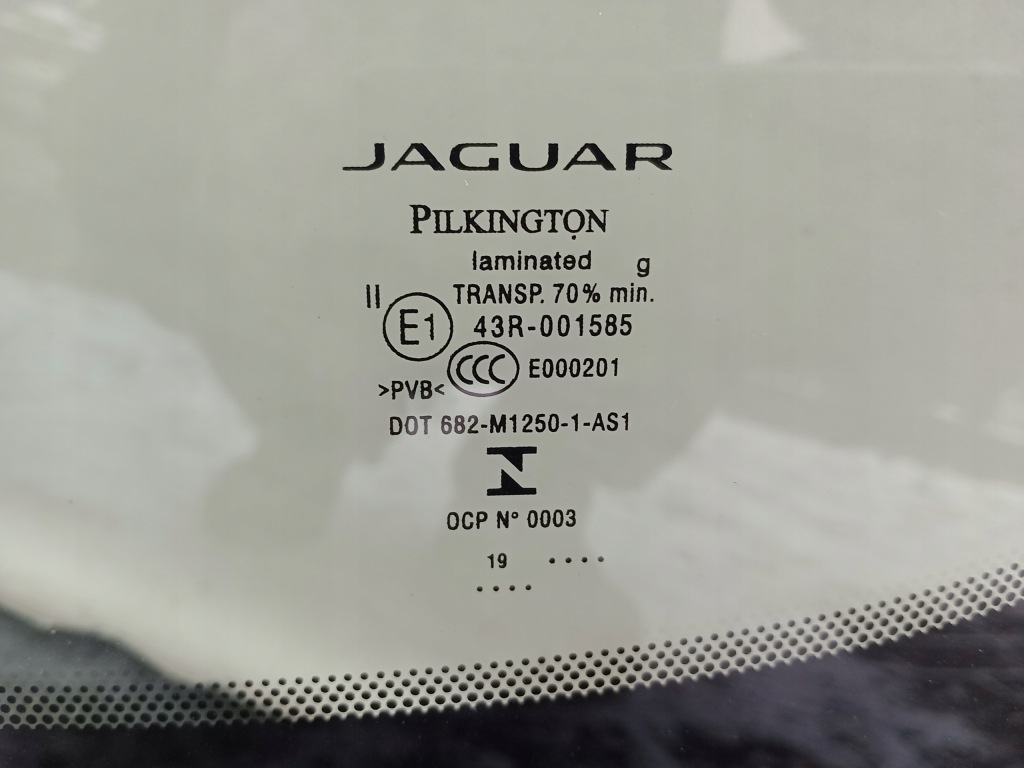 JAGUAR
PILKINGTON
laminated g
II TRANSP. 70% min.
E1 43R-001585
CCC E000201
>PVB<
DOT 682-M1250-1-AS1
OCP N° 0003
19 ....
....